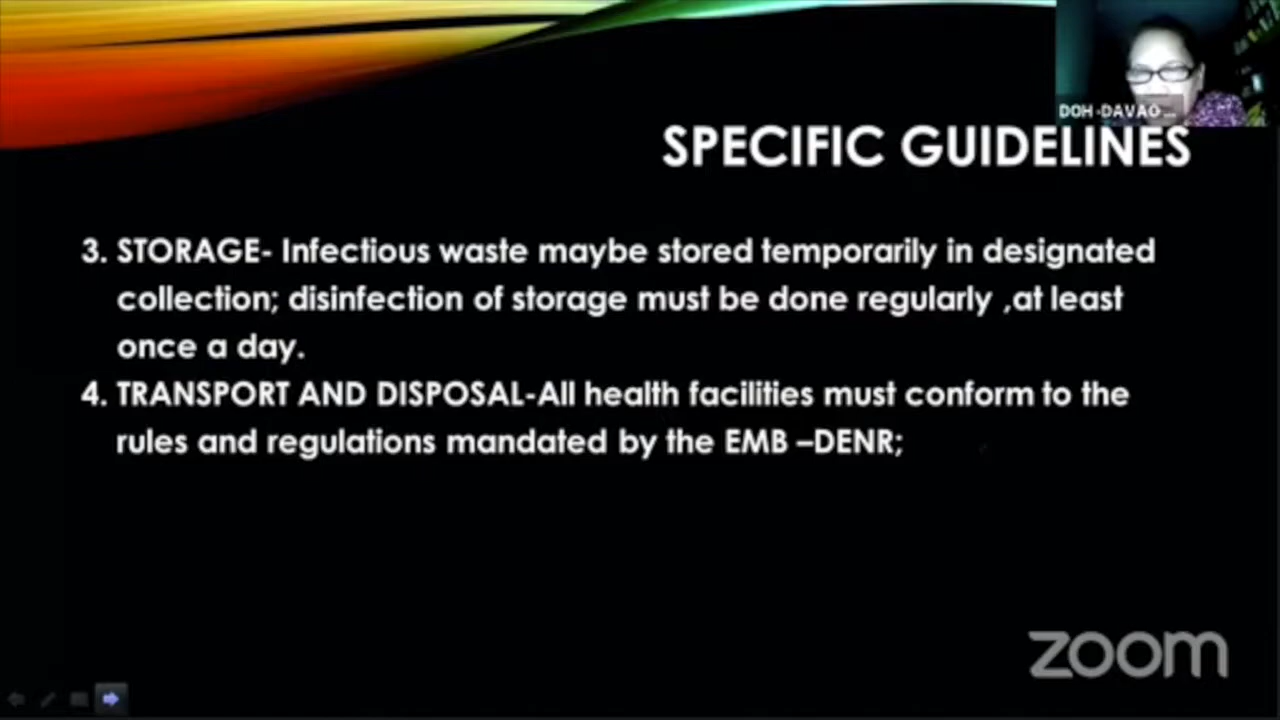 DOH-DAVAO...
SPECIFIC GUIDELINES
3. STORAGE- Infectious waste maybe stored temporarily in designated
collection; disinfection of storage must be done regularly ,at least
once a day.
4. TRANSPORT AND DISPOSAL-All health facilities must conform to the
rules and regulations mandated by the EMB –DENR;
zoom